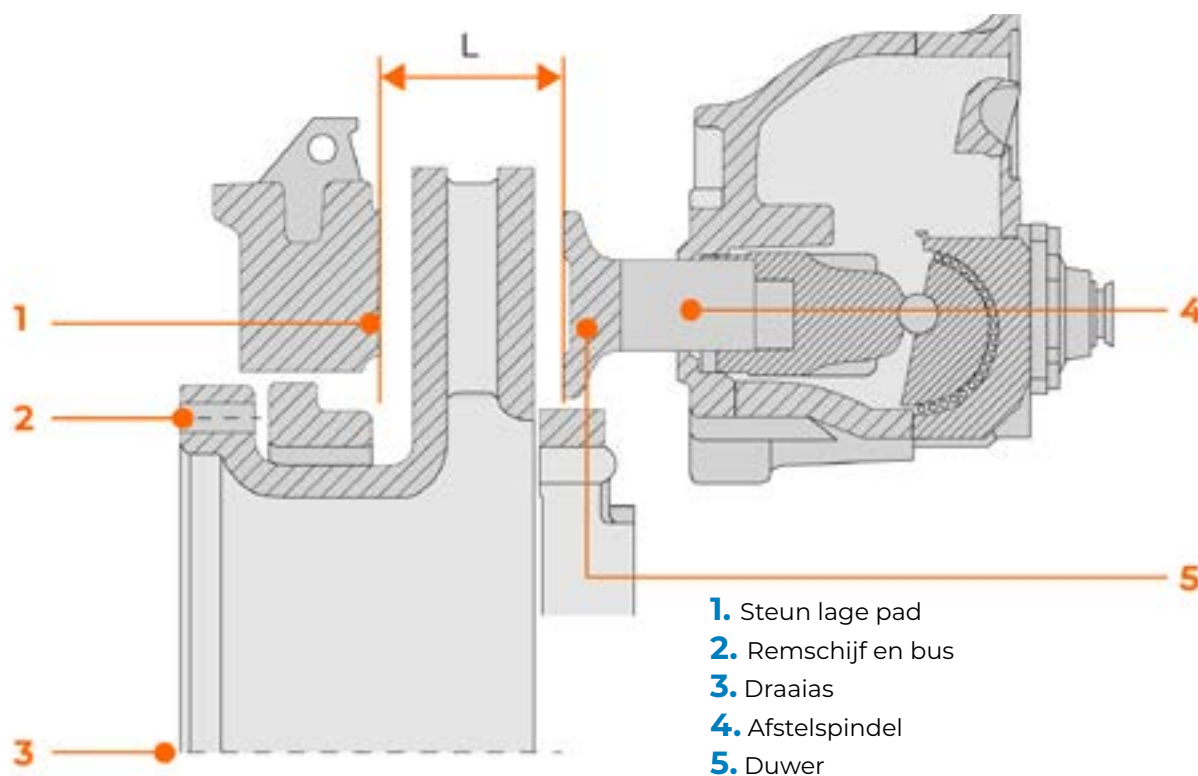 L
1
2
3
4
5
1. Steun lage pad
2. Remschijf en bus
3. Draaias
4. Afstelspindel
5. Duwer